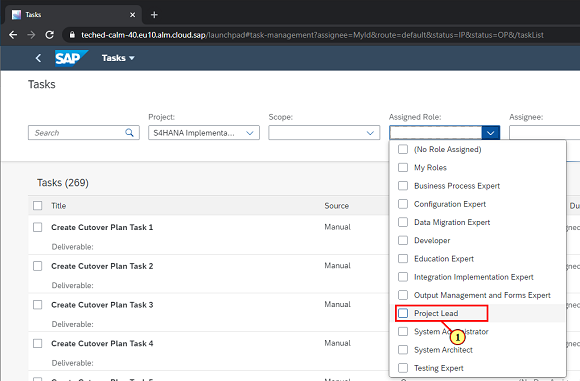 Tasks
teched-calm-40.eu10.alm.cloud.sap/launchpad#task-management?assignee=MyId&route=default&status=IP&status=OP&/taskList
SAP Tasks
Tasks
Project: Scope: Assigned Role: Assignee:
Search S4HANA Implementa...
(No Role Assigned)
My Roles
Business Process Expert
Configuration Expert
Data Migration Expert
Developer
Education Expert
Integration Implementation Expert
Output Management and Forms Expert
Project Lead
System Administrator
System Architect
Testing Expert
1
Tasks (269)
Title Source Du
Create Cutover Plan Task 1 Manual
Deliverable:
Create Cutover Plan Task 2 Manual
Deliverable:
Create Cutover Plan Task 3 Manual
Deliverable:
Create Cutover Plan Task 4 Manual
Deliverable: